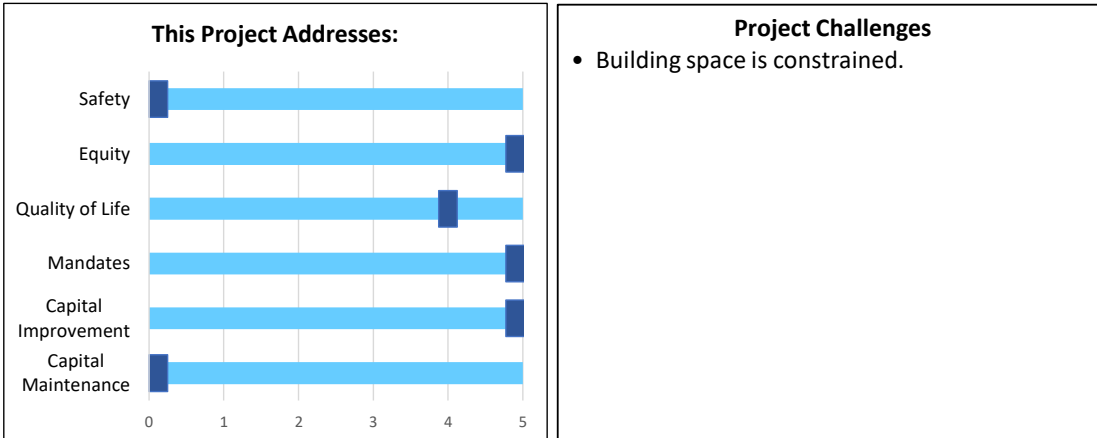 This Project Addresses:
Safety
Equity
Quality of Life
Mandates
Capital
Improvement
Capital
Maintenance
0 1 2 3 4 5
Project Challenges
• Building space is constrained.